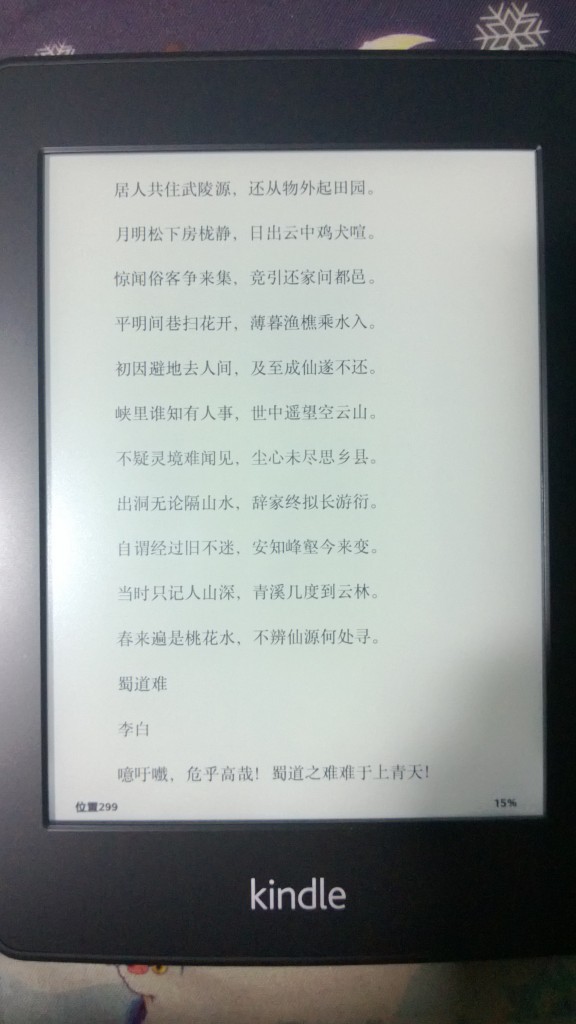 居人共住武陵源，还从物外起田园。
月明松下房栊静，日出云中鸡犬喧。
惊闻俗客争来集，竞引还家问都邑。
平明闾巷扫花开，薄暮渔樵乘水入。
初因避地去人间，及至成仙遂不还。
峡里谁知有人事，世中遥望空云山。
不疑灵境难闻见，尘心未尽思乡县。
出洞无论隔山水，辞家终拟长游衍。
自谓经过旧不迷，安知峰壑今来变。
当时只记入山深，青溪几度到云林。
春来遍是桃花水，不辨仙源何处寻。
蜀道难
李白
噫吁嚱，危乎高哉！蜀道之难难于上青天！
位置299 15%
kindle